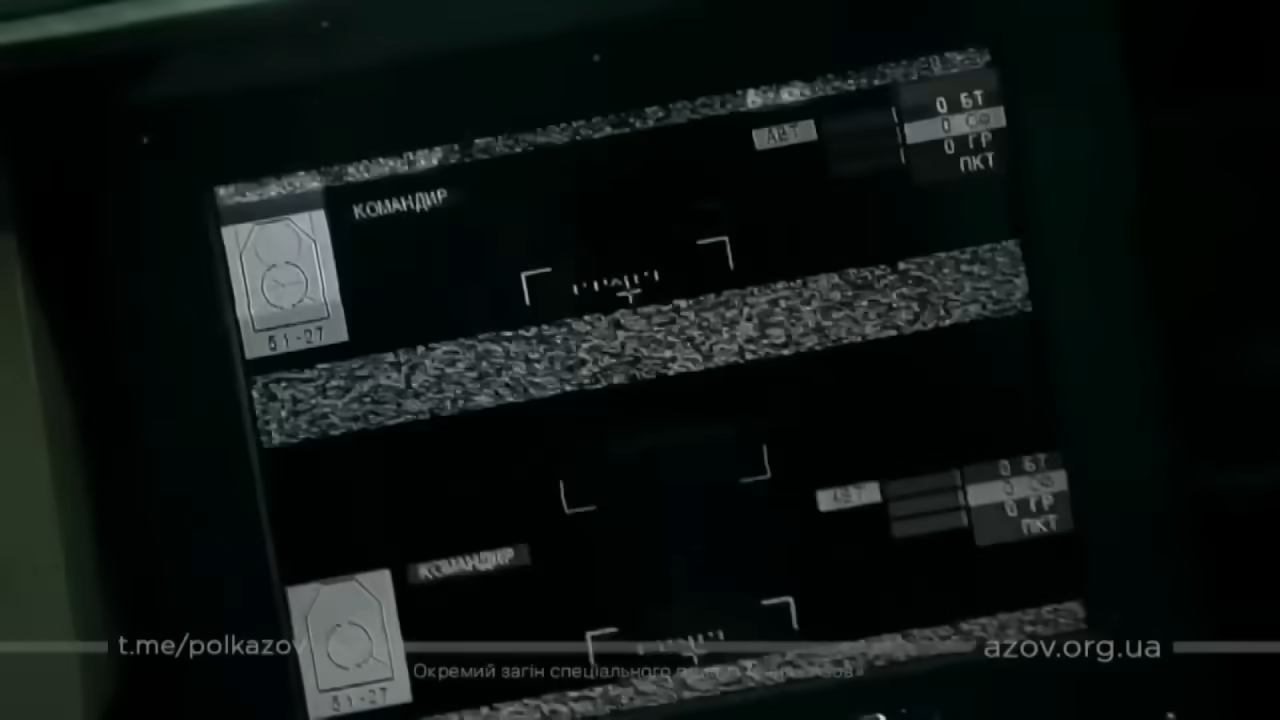 0 БТ
АВТ
0 ОФ
0 ГР
ПКТ
КОМАНДИР
51-27
0 БТ
АВТ
0 ОФ
0 ГР
ПКТ
КОМАНДИР
51-27
t.me/polkazov
azov.org.ua
Окремий загін спеціального